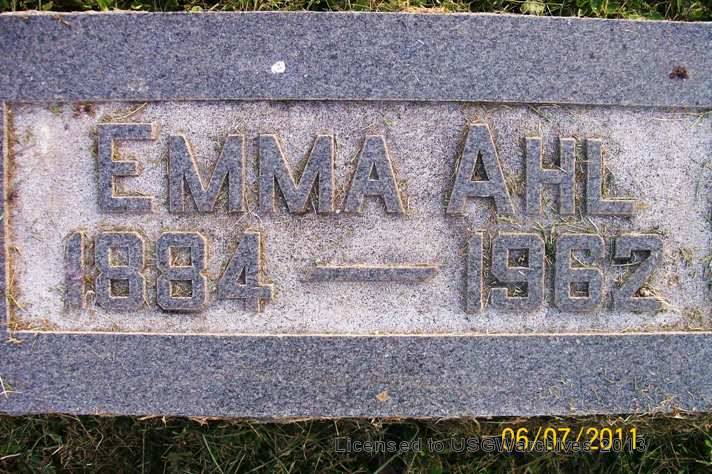 EMMA AHL
1884 — 1962
06/07/2011
Licensed to USGWarchives 2013